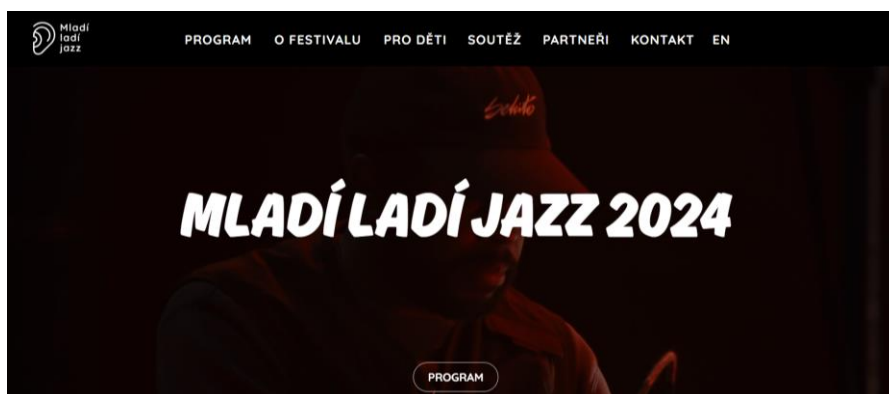 Mladí
ladí
jazz
PROGRAM O FESTIVALU PRO DĚTI SOUTĚŽ PARTNEŘI KONTAKT EN
MLADÍ LADÍ JAZZ 2024
PROGRAM